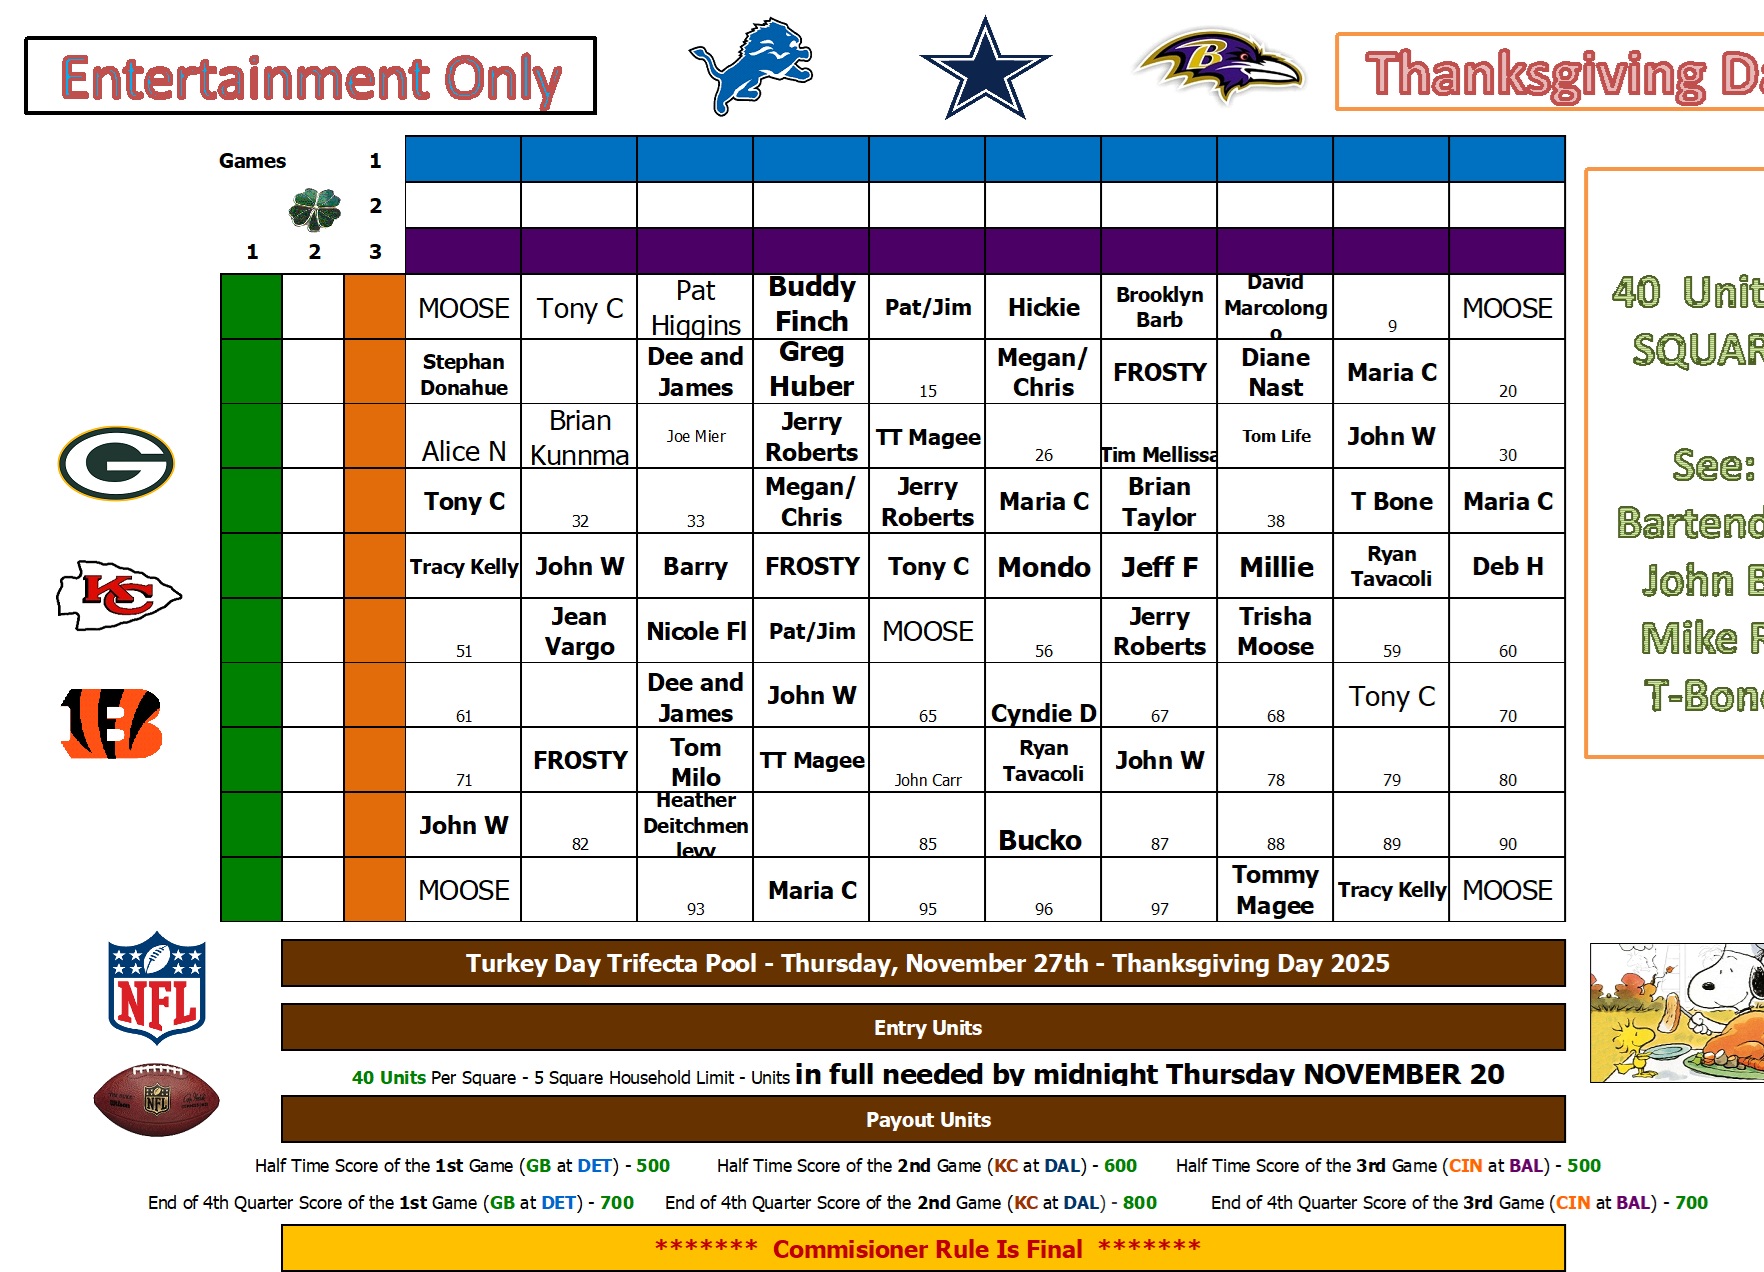 Entertainment Only
Thanksgiving Da
Games 1
2
1 2 3
MOOSE Tony C Pat Higgins Buddy Finch Pat/Jim Hickie Brooklyn Barb David Marcolongo 9 MOOSE
Stephan Donahue Dee and James Greg Huber 15 Megan/ Chris FROSTY Diane Nast Maria C 20
Alice N Brian Kunnma Joe Mier Jerry Roberts TT Magee 26 Tim Mellissa Tom Life John W 30
Tony C 32 33 Megan/ Chris Jerry Roberts Maria C Brian Taylor 38 T Bone Maria C
Tracy Kelly John W Barry FROSTY Tony C Mondo Jeff F Millie Ryan Tavacoli Deb H
51 Jean Vargo Nicole Fl Pat/Jim MOOSE 56 Jerry Roberts Trisha Moose 59 60
61 Dee and James John W 65 Cyndie D 67 68 Tony C 70
71 FROSTY Tom Milo TT Magee John Carr Ryan Tavacoli John W 78 79 80
John W 82 Heather Deitchmen levy 85 Bucko 87 88 89 90
MOOSE 93 Maria C 95 96 97 Tommy Magee Tracy Kelly MOOSE
40 Unit
SQUAR
See:
Bartend
John B
Mike R
T-Bone
G
KC
B
B
NFL
NFL
Turkey Day Trifecta Pool - Thursday, November 27th - Thanksgiving Day 2025
Entry Units
40 Units Per Square - 5 Square Household Limit - Units in full needed by midnight Thursday NOVEMBER 20
Payout Units
Half Time Score of the 1st Game (GB at DET) - 500 Half Time Score of the 2nd Game (KC at DAL) - 600 Half Time Score of the 3rd Game (CIN at BAL) - 500
End of 4th Quarter Score of the 1st Game (GB at DET) - 700 End of 4th Quarter Score of the 2nd Game (KC at DAL) - 800 End of 4th Quarter Score of the 3rd Game (CIN at BAL) - 700
******* Commisioner Rule Is Final *******